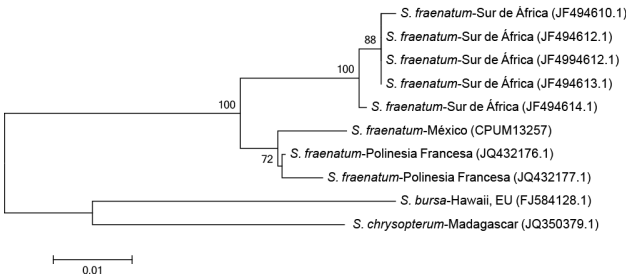 S. fraenatum-Sur de África (JF494610.1)
88
S. fraenatum-Sur de África (JF494612.1)
S. fraenatum-Sur de África (JF4994612.1)
100
S. fraenatum-Sur de África (JF494613.1)
S. fraenatum-Sur de África (JF494614.1)
100
S. fraenatum-México (CPUM13257)
72
S. fraenatum-Polinesia Francesa (JQ432176.1)
S. fraenatum-Polinesia Francesa (JQ432177.1)
S. bursa-Hawaii, EU (FJ584128.1)
S. chrysopterum-Madagascar (JQ350379.1)
0.01